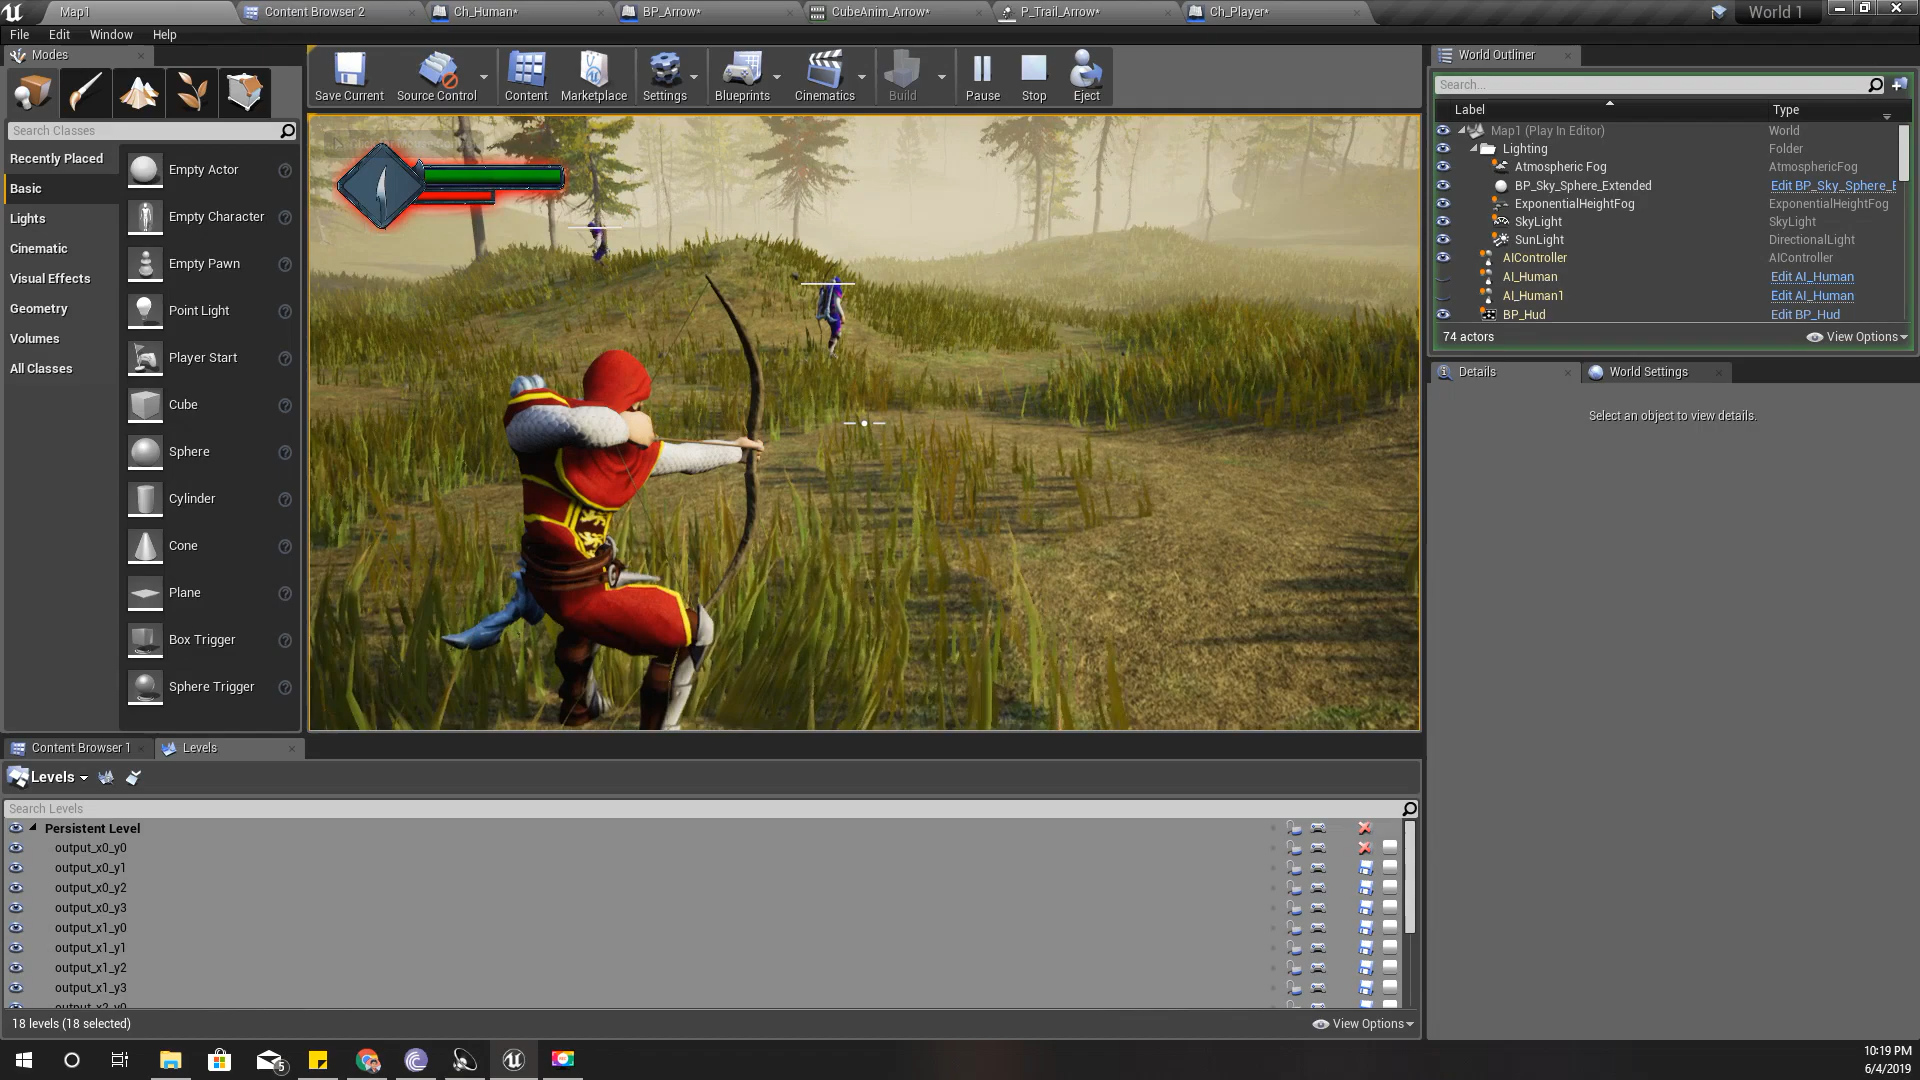 Map1
Content Browser 2
Ch_Human*
BP_Arrow*
CubeAnim_Arrow*
P_Trail_Arrow*
Ch_Player*
World 1
File Edit Window Help
Modes
Search Classes
Recently Placed
Basic
Lights
Cinematic
Visual Effects
Geometry
Volumes
All Classes
Empty Actor
Empty Character
Empty Pawn
Point Light
Player Start
Cube
Sphere
Cylinder
Cone
Plane
Box Trigger
Sphere Trigger
Save Current
Source Control
Content
Marketplace
Settings
Blueprints
Cinematics
Build
Pause
Stop
Eject
World Outliner
Search...
Label Type
Map1 (Play In Editor) World
Lighting Folder
Atmospheric Fog AtmosphericFog
BP_Sky_Sphere_Extended Edit BP_Sky_Sphere_E
ExponentialHeightFog ExponentialHeightFog
SkyLight SkyLight
SunLight DirectionalLight
AIController AIController
AI_Human Edit AI_Human
AI_Human1 Edit AI_Human
BP_Hud Edit BP_Hud
74 actors View Options
Details
World Settings
Select an object to view details.
Content Browser 1
Levels
Levels
Search Levels
Persistent Level
output_x0_y0
output_x0_y1
output_x0_y2
output_x0_y3
output_x1_y0
output_x1_y1
output_x1_y2
output_x1_y3
output_x2_y0
18 levels (18 selected) View Options
5
10:19 PM
6/4/2019